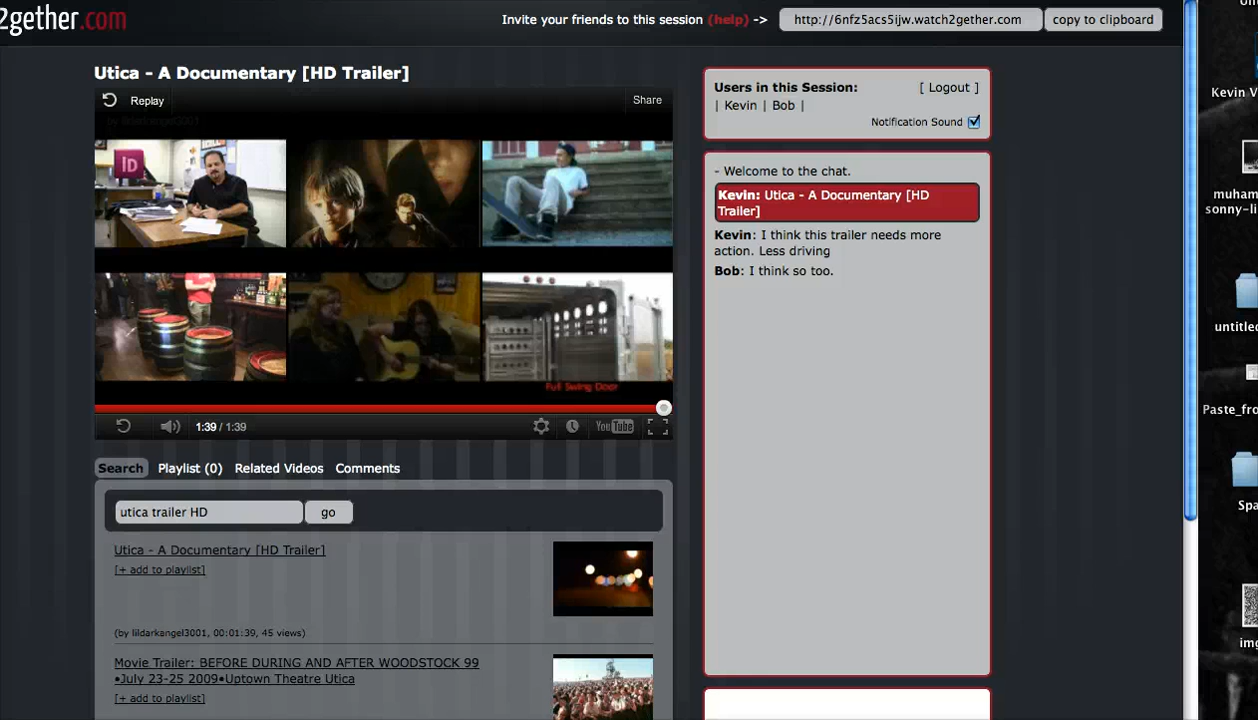 2gether.com
Invite your friends to this session (help) -> http://6nfz5acs5ijw.watch2gether.com copy to clipboard
Utica - A Documentary [HD Trailer]
Replay
Share
by lildarkangel3001
ID
Full Swing Door
1:39 / 1:39
YouTube
Search Playlist (0) Related Videos Comments
utica trailer HD go
Utica - A Documentary [HD Trailer]
[+ add to playlist]
(by lildarkangel3001, 00:01:39, 45 views)
Movie Trailer: BEFORE DURING AND AFTER WOODSTOCK 99
•July 23-25 2009•Uptown Theatre Utica
[+ add to playlist]
Users in this Session: [ Logout ]
| Kevin | Bob |
Notification Sound
- Welcome to the chat.
Kevin: Utica - A Documentary [HD
Trailer]
Kevin: I think this trailer needs more
action. Less driving
Bob: I think so too.
Kevin V
muham
sonny-li
untitled
Paste_fro
Spa
img